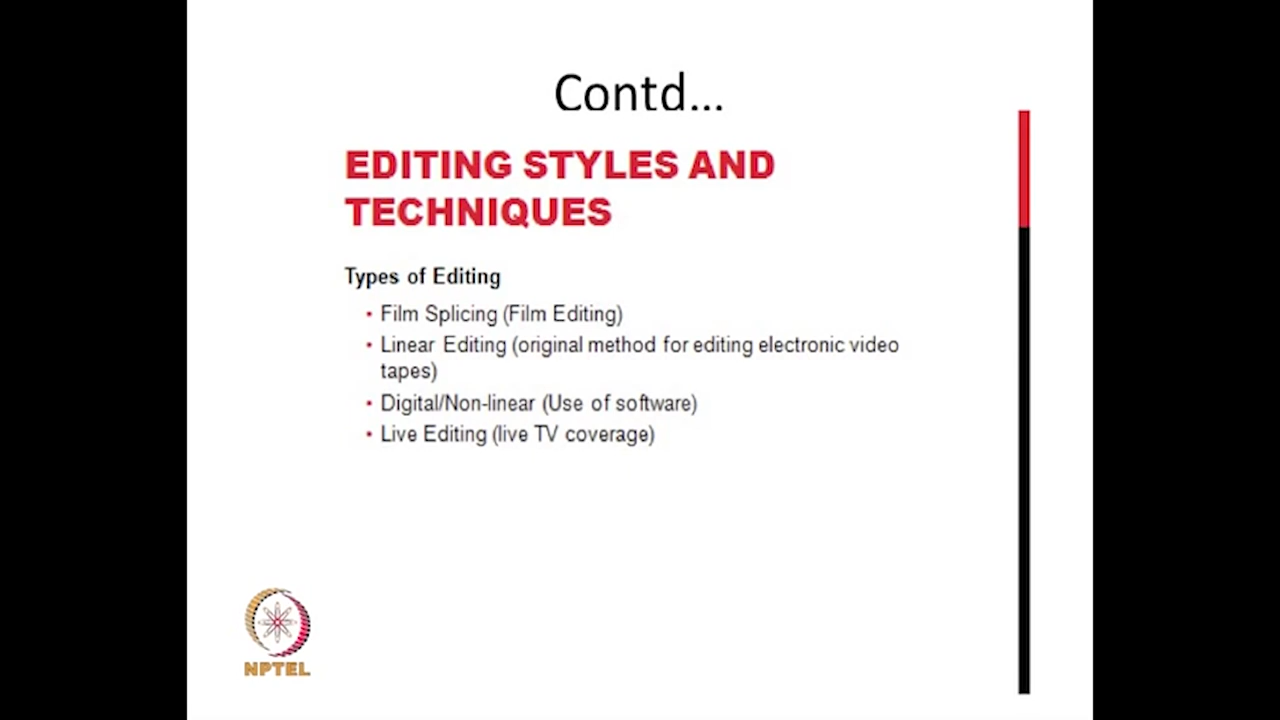 Contd...
EDITING STYLES AND
TECHNIQUES
Types of Editing
• Film Splicing (Film Editing)
• Linear Editing (original method for editing electronic video
tapes)
• Digital/Non-linear (Use of software)
• Live Editing (live TV coverage)
NPTEL